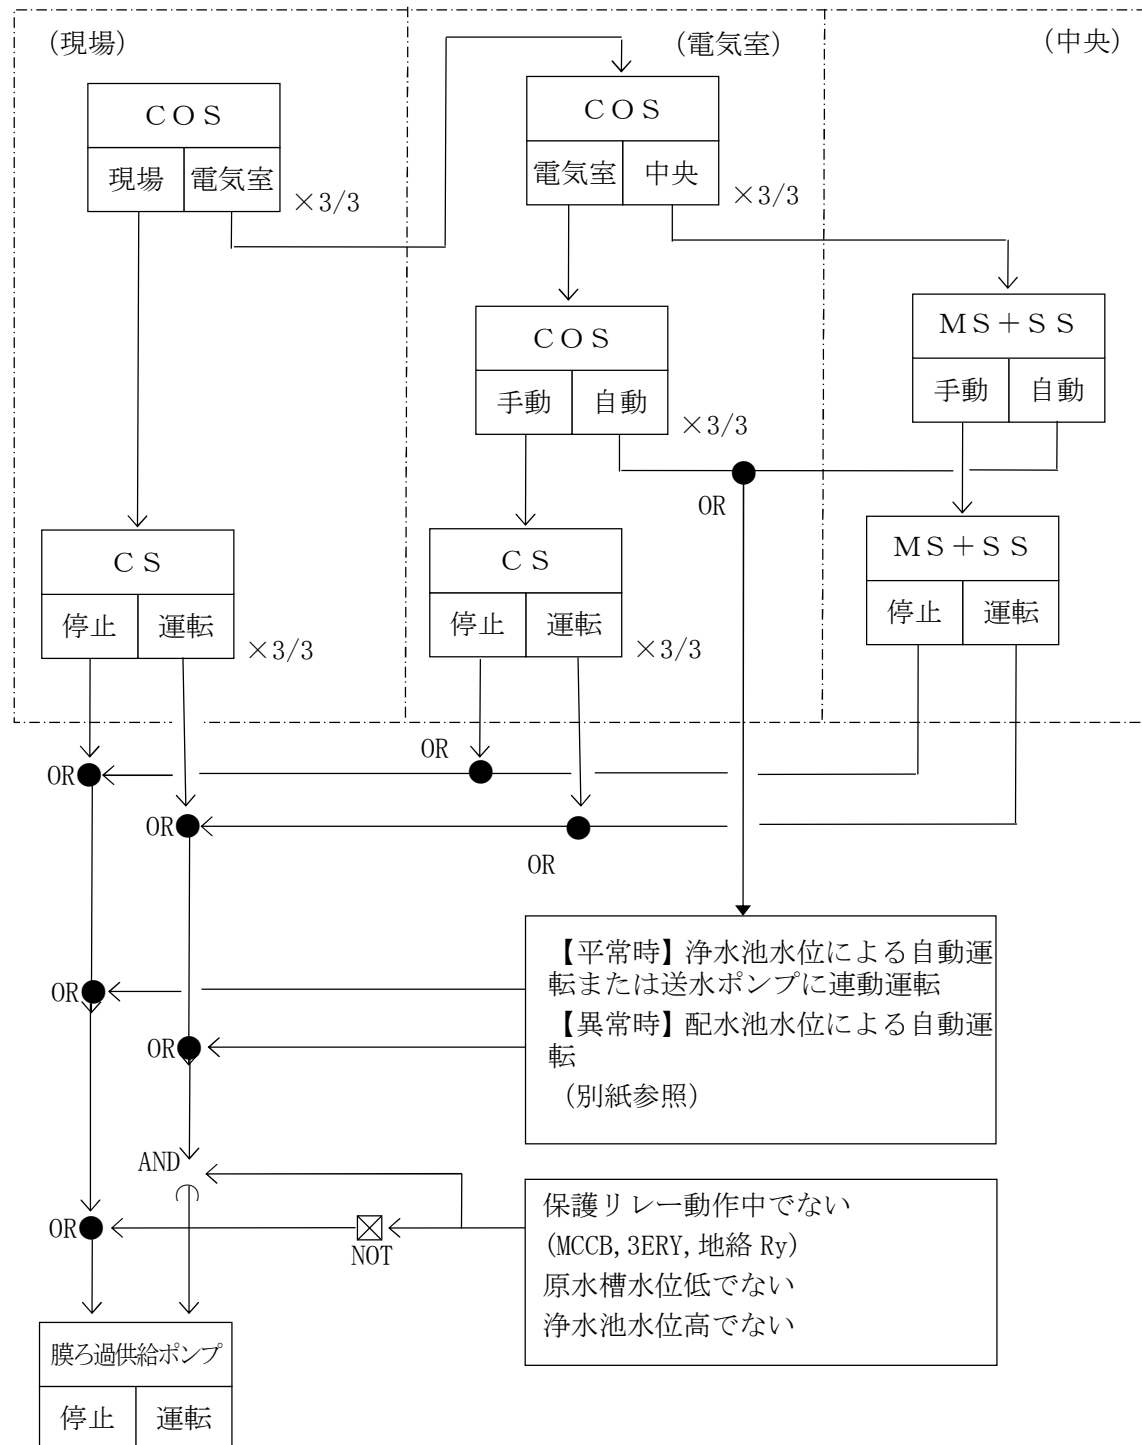 (現場)
(電気室)
(中央)
ＣＯＳ
現場
電気室
×3/3
ＣＯＳ
電気室
中央
×3/3
ＣＯＳ
手動
自動
×3/3
ＭＳ＋ＳＳ
手動
自動
OR
ＣＳ
停止
運転
×3/3
ＣＳ
停止
運転
×3/3
ＭＳ＋ＳＳ
停止
運転
OR
OR
OR
OR
【平常時】浄水池水位による自動運
転または送水ポンプに連動運転
【異常時】配水池水位による自動運
転
(別紙参照)
OR
OR
AND
OR
NOT
保護リレー動作中でない
(MCCB,3ERY,地絡 Ry)
原水槽水位低でない
浄水池水位高でない
膜ろ過供給ポンプ
停止
運転